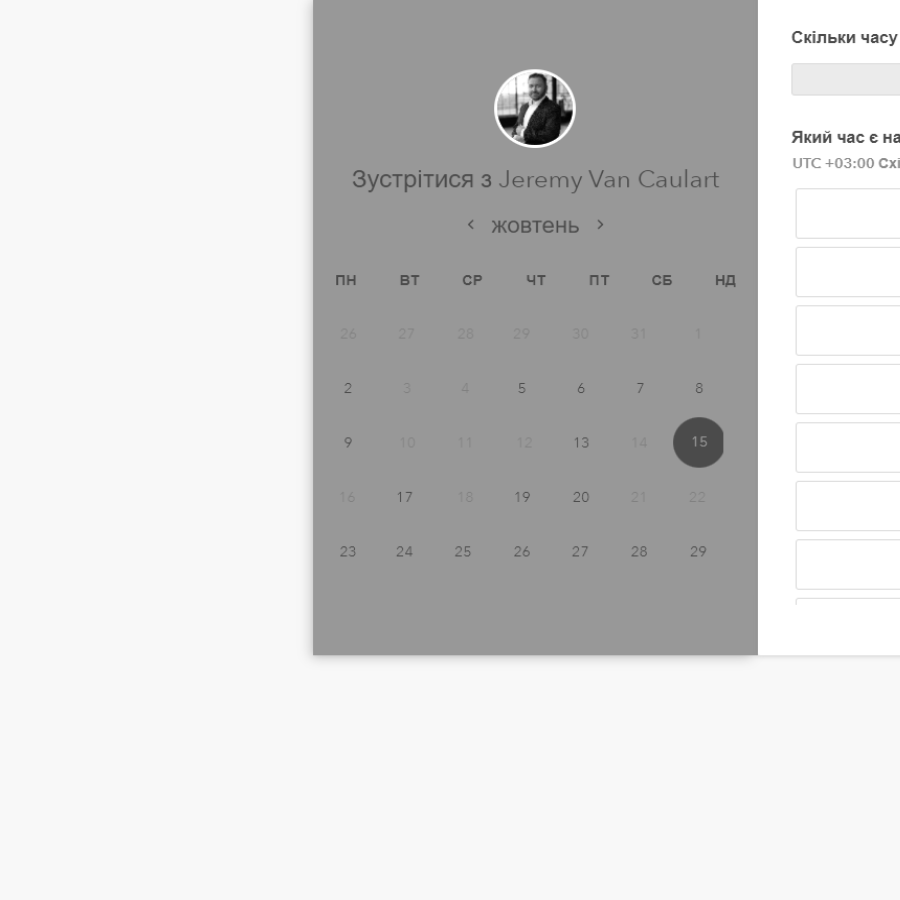 Зустрітися з Jeremy Van Caulart
жовтень
ПН ВТ СР ЧТ ПТ СБ НД
26 27 28 29 30 31 1
2 3 4 5 6 7 8
9 10 11 12 13 14 15
16 17 18 19 20 21 22
23 24 25 26 27 28 29
Скільки часу
Який час є на
UTC +03:00 Схі